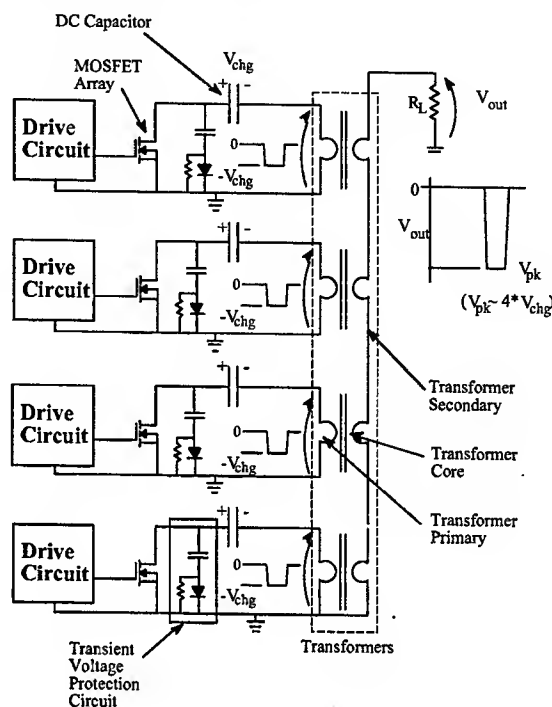 DC Capacitor
MOSFET
Array
V_chg
+ -
Drive
Circuit
0
-V_chg
R_L
V_out
0
V_out
V_pk
(V_pk~ 4* V_chg)
+ -
Drive
Circuit
0
-V_chg
Transformer
Secondary
+ -
Drive
Circuit
0
-V_chg
Transformer
Core
Transformer
Primary
+ -
Drive
Circuit
0
-V_chg
Transient
Voltage
Protection
Circuit
Transformers